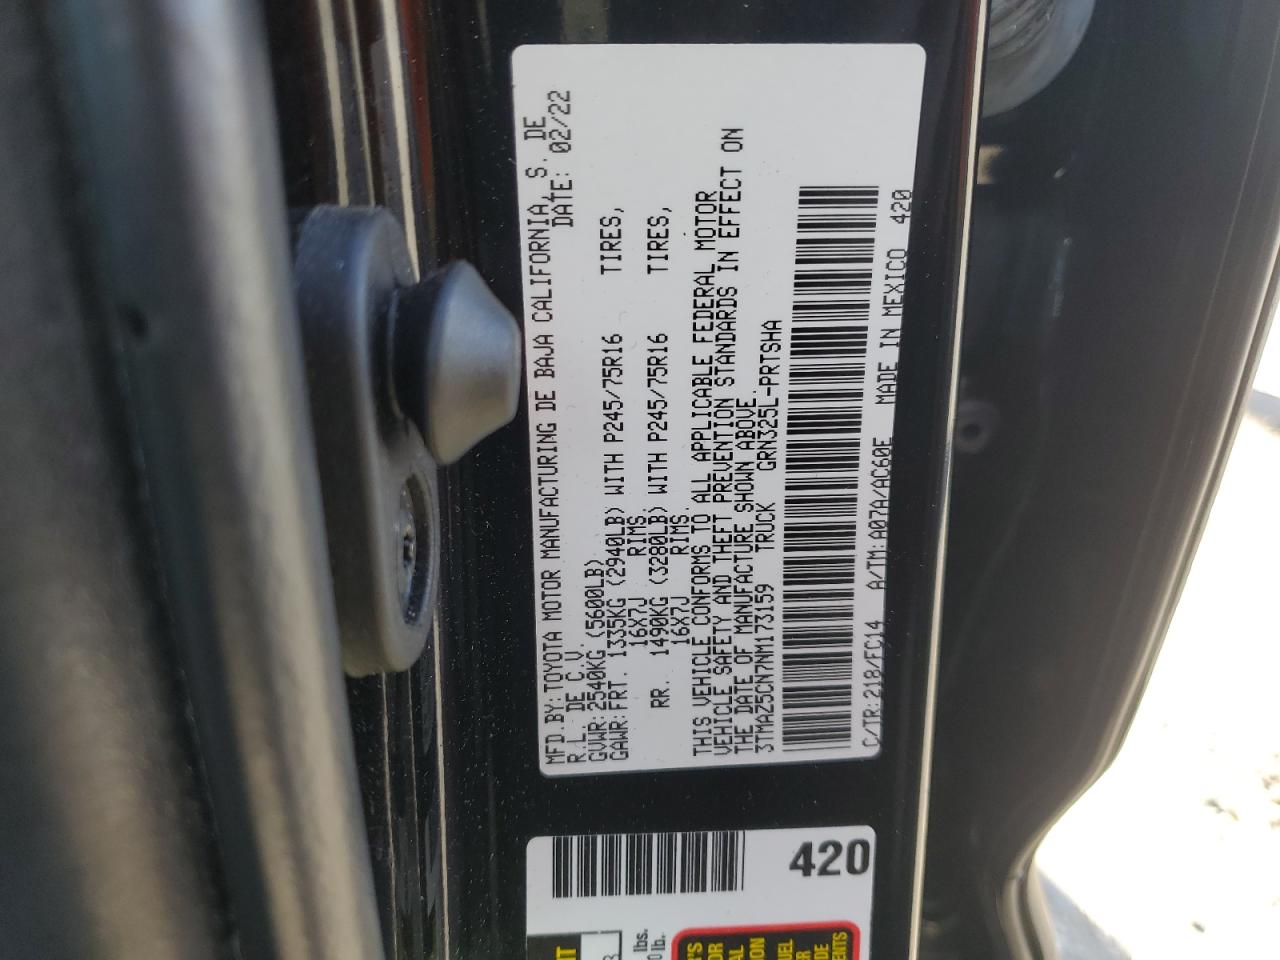 MFD.BY:TOYOTA MOTOR MANUFACTURING DE BAJA CALIFORNIA, S. DE
R.L. DE C.V. DATE: 02/22
GVWR:2540KG (5600LB)
GAWR:FRT. 1335KG (2940LB) WITH P245/75R16 TIRES,
16X7J RIMS.
RR. 1490KG (3280LB) WITH P245/75R16 TIRES,
16X7J RIMS.
THIS VEHICLE CONFORMS TO ALL APPLICABLE FEDERAL MOTOR
VEHICLE SAFETY AND THEFT PREVENTION STANDARDS IN EFFECT ON
THE DATE OF MANUFACTURE SHOWN ABOVE.
3TMAZ5CN7NM173159 TRUCK GRN325L-PRTSHA
C/TR:218/FC14 A/TM:A07A/AC60E MADE IN MEXICO 420
420
lbs.
lb.